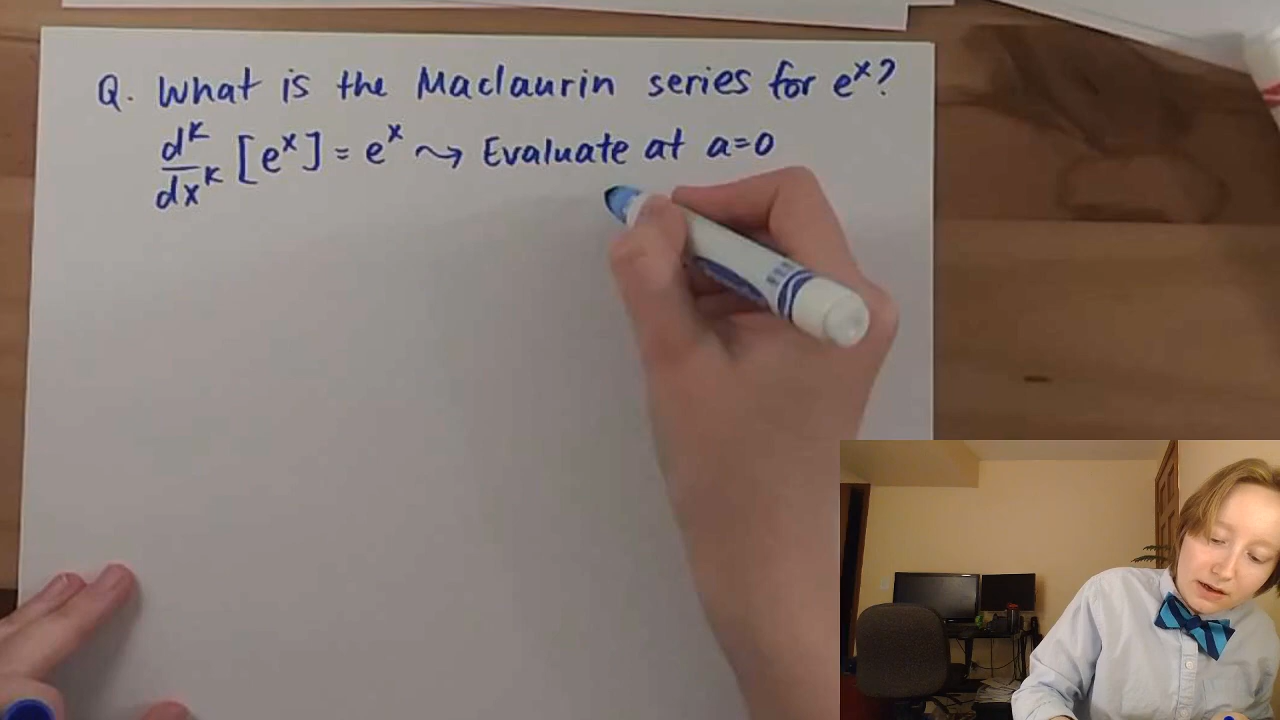 Q. What is the Maclaurin series for eˣ?
dᵏ/dxᵏ [eˣ] = eˣ ⇝ Evaluate at a=0